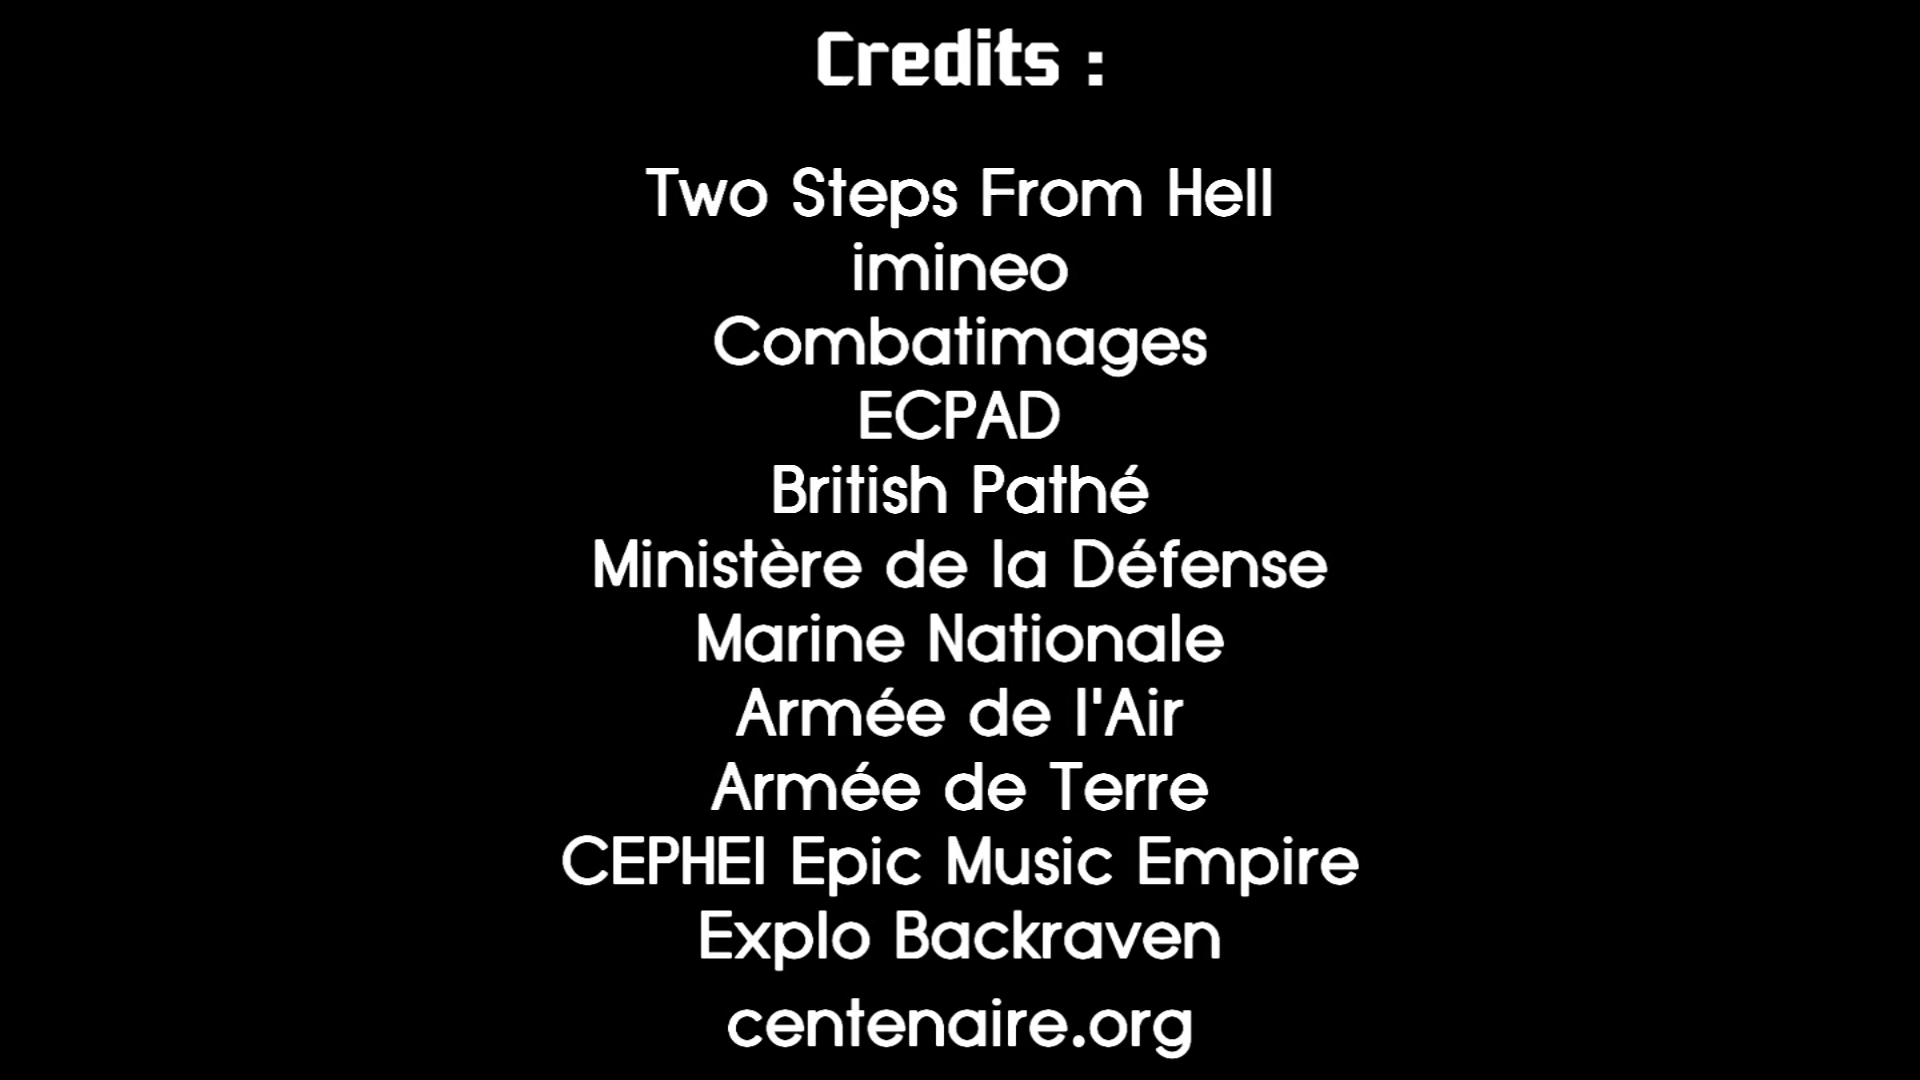 Credits :
Two Steps From Hell
imineo
Combatimages
ECPAD
British Pathé
Ministère de la Défense
Marine Nationale
Armée de l'Air
Armée de Terre
CEPHEI Epic Music Empire
Explo Backraven
centenaire.org